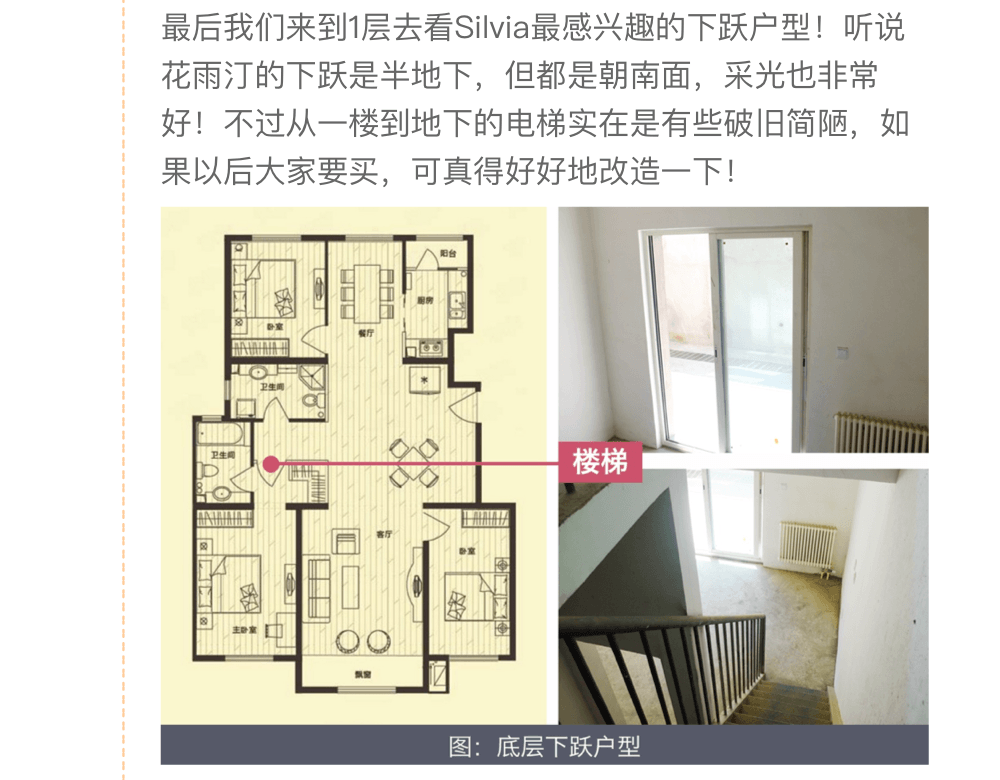 最后我们来到1层去看Silvia最感兴趣的下跃户型！听说
花雨汀的下跃是半地下，但都是朝南面，采光也非常
好！不过从一楼到地下的电梯实在是有些破旧简陋，如
果以后大家要买，可真得好好地改造一下！
阳台
卧室
厨房
餐厅
卫生间
水
卫生间
楼梯
客厅
卧室
主卧室
飘窗
图：底层下跃户型